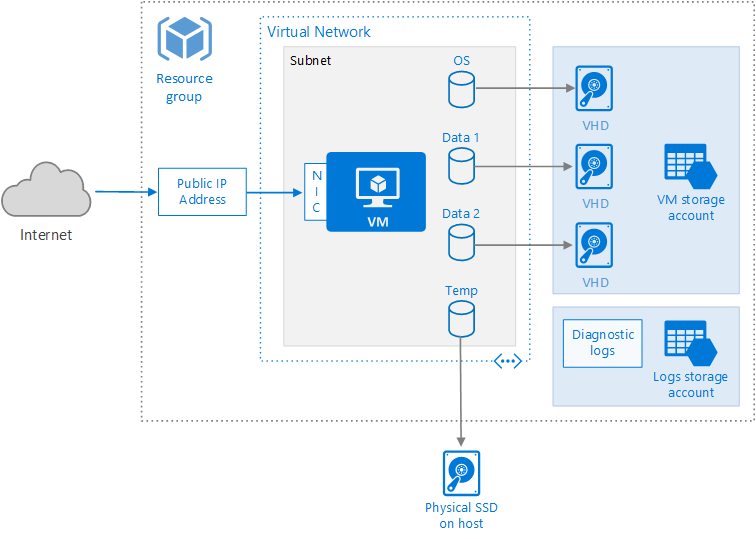 Resource
group
Virtual Network
Subnet
OS
Data 1
Data 2
Temp
Internet
Public IP
Address
N
I
C
VM
VHD
VHD
VHD
VM storage
account
Diagnostic
logs
Logs storage
account
Physical SSD
on host